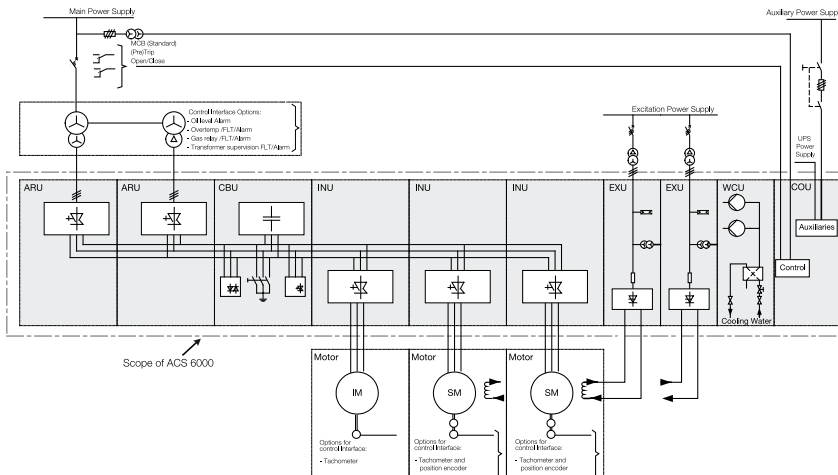 Main Power Supply
Auxiliary Power Supp
MCB (Standard)
(Pre)Trip
Open/Close
Control Interface Options:
- Oil level Alarm
- Overtemp /FLT/Alarm
- Gas relay /FLT/Alarm
- Transformer supervision FLT/Alarm
Excitation Power Supply
UPS
Power
Supply
ARU
ARU
CBU
INU
INU
INU
EXU
EXU
WCU
COU
Auxiliaries
Control
Cooling Water
Scope of ACS 6000
Motor
Motor
Motor
IM
SM
SM
Options for
control Interface:
- Tachometer
Options for
control Interface:
- Tachometer and
position encoder
Options for
control Interface:
- Tachometer and
position encoder